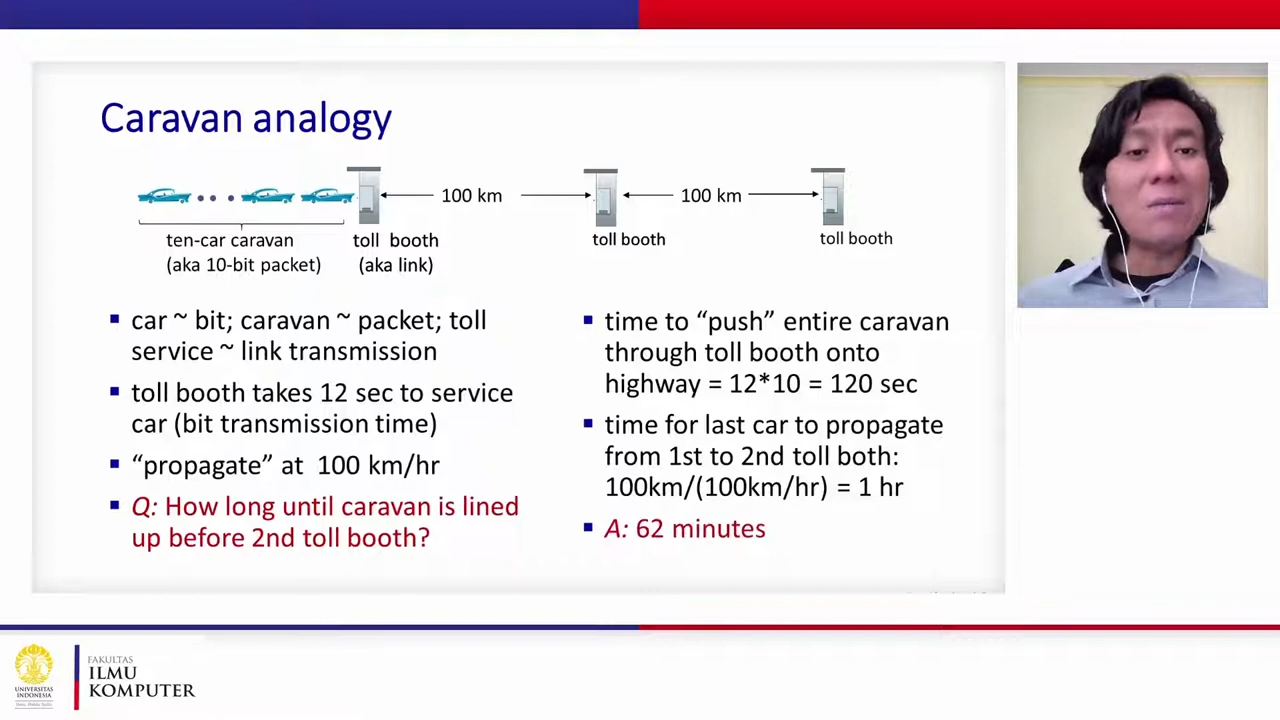 Caravan analogy
100 km
100 km
ten-car caravan
(aka 10-bit packet)
toll booth
(aka link)
toll booth
toll booth
▪ car ~ bit; caravan ~ packet; toll
service ~ link transmission
▪ toll booth takes 12 sec to service
car (bit transmission time)
▪ “propagate” at 100 km/hr
▪ Q: How long until caravan is lined
up before 2nd toll booth?
▪ time to “push” entire caravan
through toll booth onto
highway = 12*10 = 120 sec
▪ time for last car to propagate
from 1st to 2nd toll both:
100km/(100km/hr) = 1 hr
▪ A: 62 minutes
UNIVERSITAS
INDONESIA
FAKULTAS
ILMU
KOMPUTER